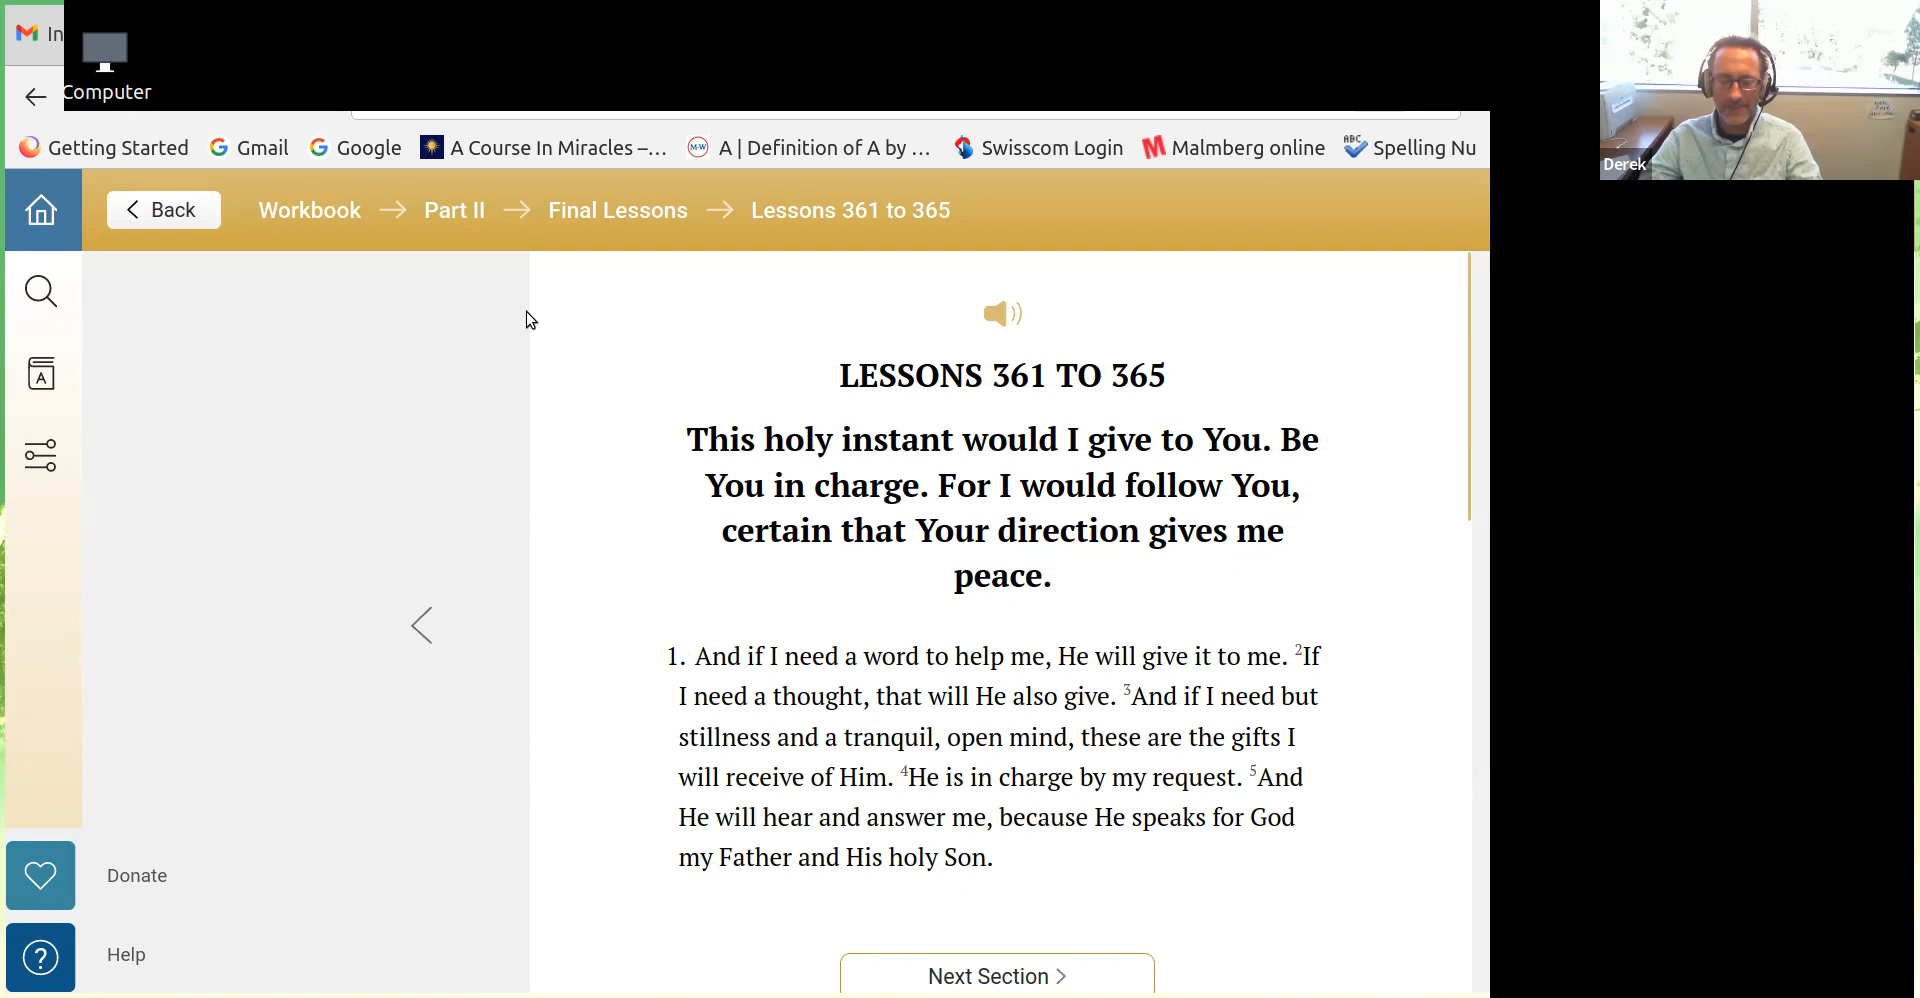 In
Computer
Getting Started
Gmail
Google
A Course In Miracles –...
M-W
A | Definition of A by ...
Swisscom Login
Malmberg online
ABC
Spelling Nu
Derek
Back
Workbook → Part II → Final Lessons → Lessons 361 to 365
A
LESSONS 361 TO 365
This holy instant would I give to You. Be
You in charge. For I would follow You,
certain that Your direction gives me
peace.
1. And if I need a word to help me, He will give it to me. ²If
I need a thought, that will He also give. ³And if I need but
stillness and a tranquil, open mind, these are the gifts I
will receive of Him. ⁴He is in charge by my request. ⁵And
He will hear and answer me, because He speaks for God
my Father and His holy Son.
Donate
? Help
Next Section >